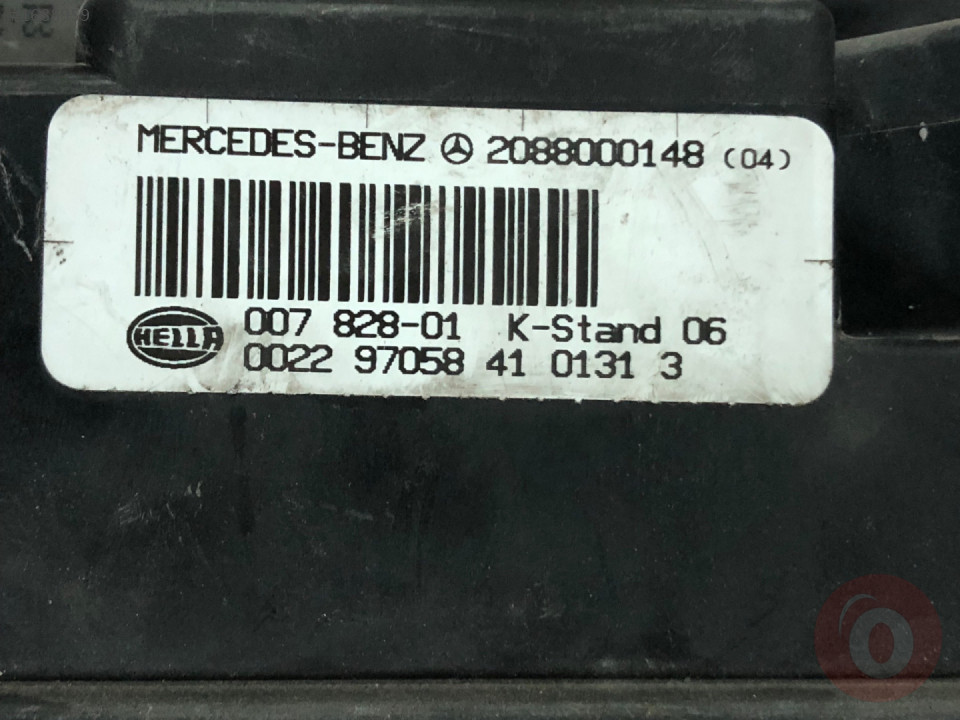 MERCEDES-BENZ 2088000148 (04)
HELLA
007 828-01 K-Stand 06
0022 97058 41 0131 3